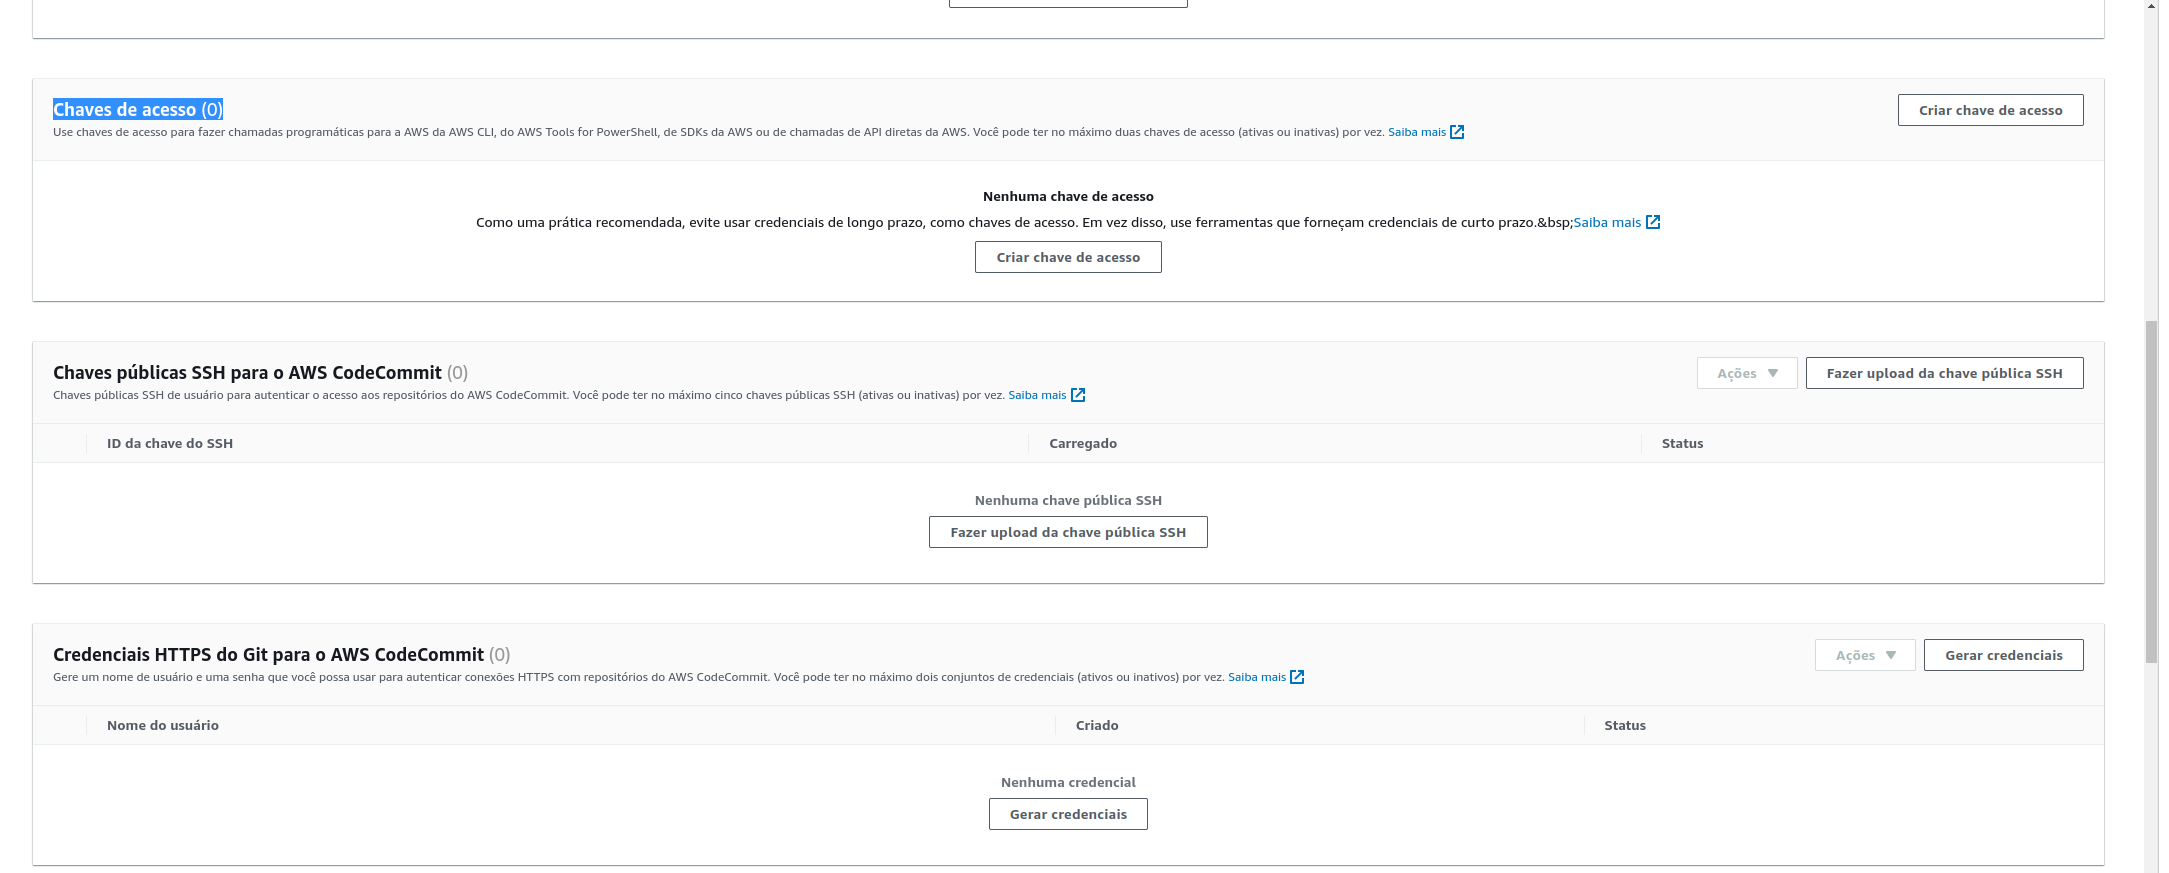 Chaves de acesso (0)
Criar chave de acesso
Use chaves de acesso para fazer chamadas programáticas para a AWS da AWS CLI, do AWS Tools for PowerShell, de SDKs da AWS ou de chamadas de API diretas da AWS. Você pode ter no máximo duas chaves de acesso (ativas ou inativas) por vez. Saiba mais
Nenhuma chave de acesso
Como uma prática recomendada, evite usar credenciais de longo prazo, como chaves de acesso. Em vez disso, use ferramentas que forneçam credenciais de curto prazo.&bsp;Saiba mais
Criar chave de acesso
Chaves públicas SSH para o AWS CodeCommit (0)
Ações
Fazer upload da chave pública SSH
Chaves públicas SSH de usuário para autenticar o acesso aos repositórios do AWS CodeCommit. Você pode ter no máximo cinco chaves públicas SSH (ativas ou inativas) por vez. Saiba mais
ID da chave do SSH
Carregado
Status
Nenhuma chave pública SSH
Fazer upload da chave pública SSH
Credenciais HTTPS do Git para o AWS CodeCommit (0)
Ações
Gerar credenciais
Gere um nome de usuário e uma senha que você possa usar para autenticar conexões HTTPS com repositórios do AWS CodeCommit. Você pode ter no máximo dois conjuntos de credenciais (ativos ou inativos) por vez. Saiba mais
Nome do usuário
Criado
Status
Nenhuma credencial
Gerar credenciais